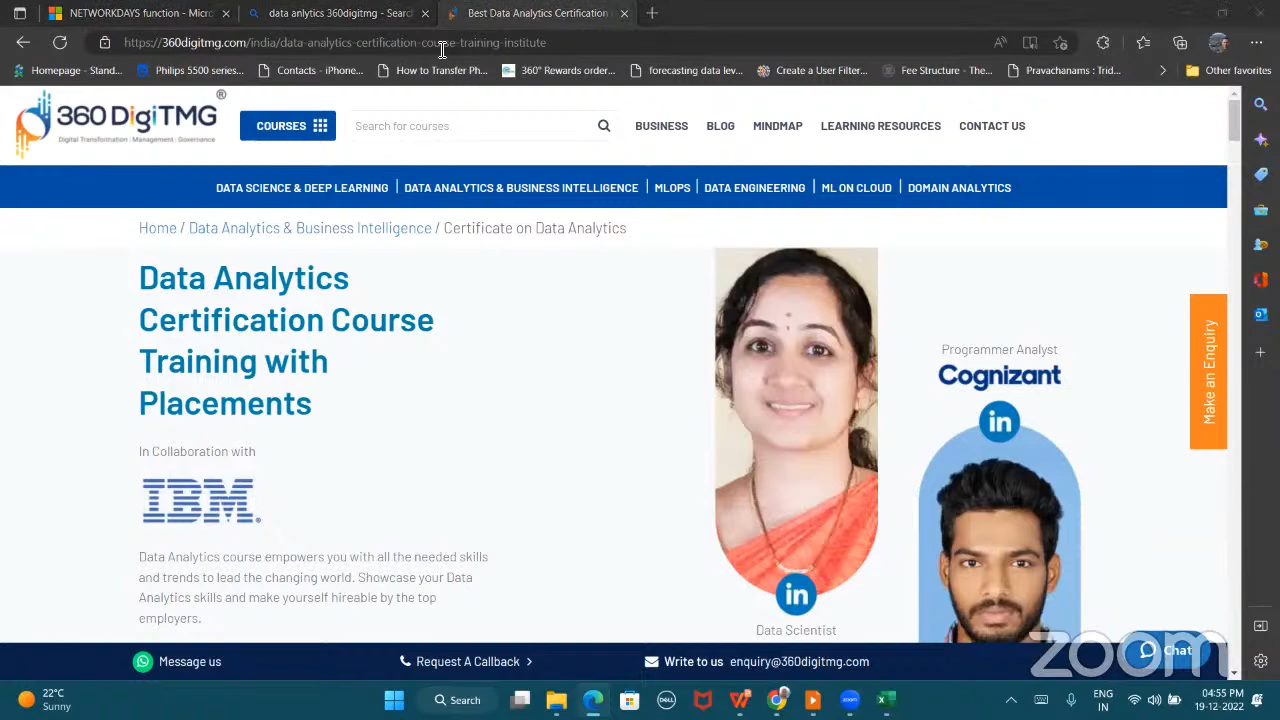 NETWORKDAYS function - Micr
data anlytics 360digitmg - Searc
Best Data Analytics Certification
https://360digitmg.com/india/data-analytics-certification-course-training-institute
Homepage - Stand...
Philips 5500 series...
Contacts - iPhone...
How to Transfer Ph...
360° Rewards order...
forecasting data lev...
Create a User Filter...
Fee Structure - The...
Pravachanams : Trid...
Other favorites
360 DigiTMG ®
Digital Transformation | Management | Governance
COURSES
Search for courses
BUSINESS
BLOG
MINDMAP
LEARNING RESOURCES
CONTACT US
DATA SCIENCE & DEEP LEARNING | DATA ANALYTICS & BUSINESS INTELLIGENCE | MLOPS | DATA ENGINEERING | ML ON CLOUD | DOMAIN ANALYTICS
Home / Data Analytics & Business Intelligence / Certificate on Data Analytics
Data Analytics
Certification Course
Training with
Placements
In Collaboration with
IBM®
Data Analytics course empowers you with all the needed skills
and trends to lead the changing world. Showcase your Data
Analytics skills and make yourself hireable by the top
employers.
in
Data Scientist
Programmer Analyst
Cognizant
in
Make an Enquiry
zoom
Chat
Message us
Request A Callback
Write to us enquiry@360digitmg.com
22°C
Sunny
Search
DELL
zoom
ENG
IN
04:55 PM
19-12-2022